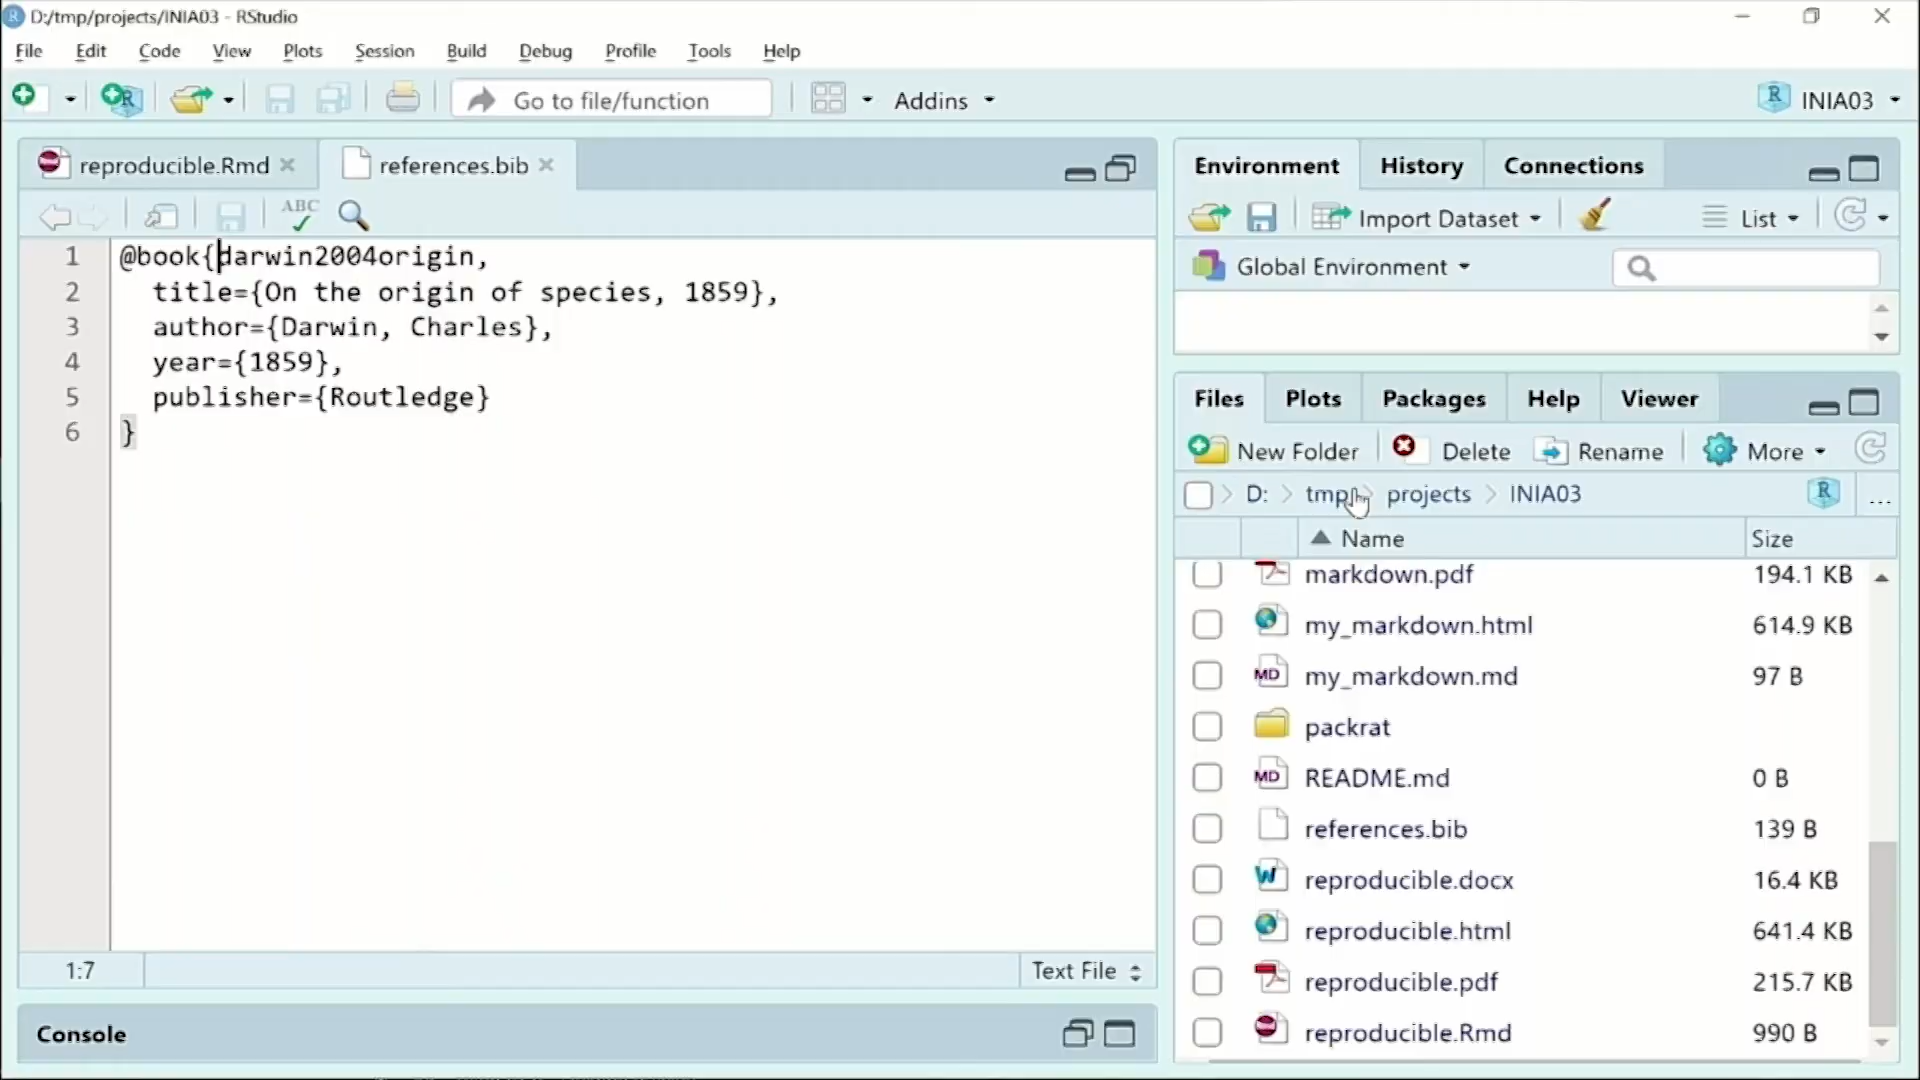 D:/tmp/projects/INIA03 - RStudio
File Edit Code View Plots Session Build Debug Profile Tools Help
Go to file/function Addins INIA03
reproducible.Rmd references.bib
ABC
1 @book{darwin2004origin,
2 title={On the origin of species, 1859},
3 author={Darwin, Charles},
4 year={1859},
5 publisher={Routledge}
6 }
1:7 Text File
Console
Environment History Connections
Import Dataset List
Global Environment
Files Plots Packages Help Viewer
New Folder Delete Rename More
D: tmp projects INIA03 ...
Name Size
markdown.pdf 194.1 KB
my_markdown.html 614.9 KB
my_markdown.md 97 B
packrat
README.md 0 B
references.bib 139 B
reproducible.docx 16.4 KB
reproducible.html 641.4 KB
reproducible.pdf 215.7 KB
reproducible.Rmd 990 B